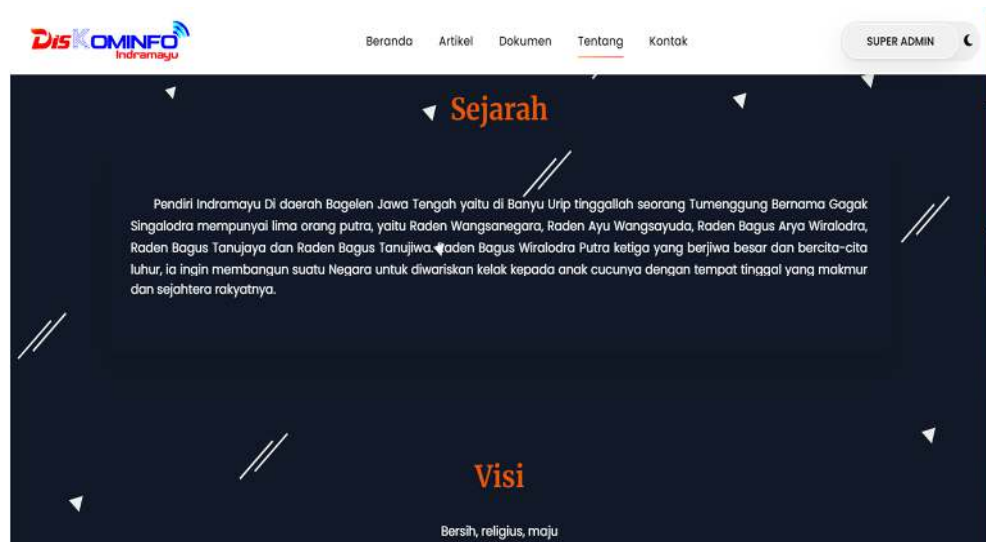 DisKOMINFO
Indramayu
Beranda Artikel Dokumen Tentang Kontak
SUPER ADMIN
Sejarah
Pendiri Indramayu Di daerah Bagelen Jawa Tengah yaitu di Banyu Urip tinggallah seorang Tumenggung Bernama Gagak
Singalodra mempunyai lima orang putra, yaitu Raden Wangsanegara, Raden Ayu Wangsayuda, Raden Bagus Arya Wiralodra,
Raden Bagus Tanujaya dan Raden Bagus Tanujiwa. Raden Bagus Wiralodra Putra ketiga yang berjiwa besar dan bercita-cita
luhur, ia ingin membangun suatu Negara untuk diwariskan kelak kepada anak cucunya dengan tempat tinggal yang makmur
dan sejahtera rakyatnya.
Visi
Bersih, religius, maju